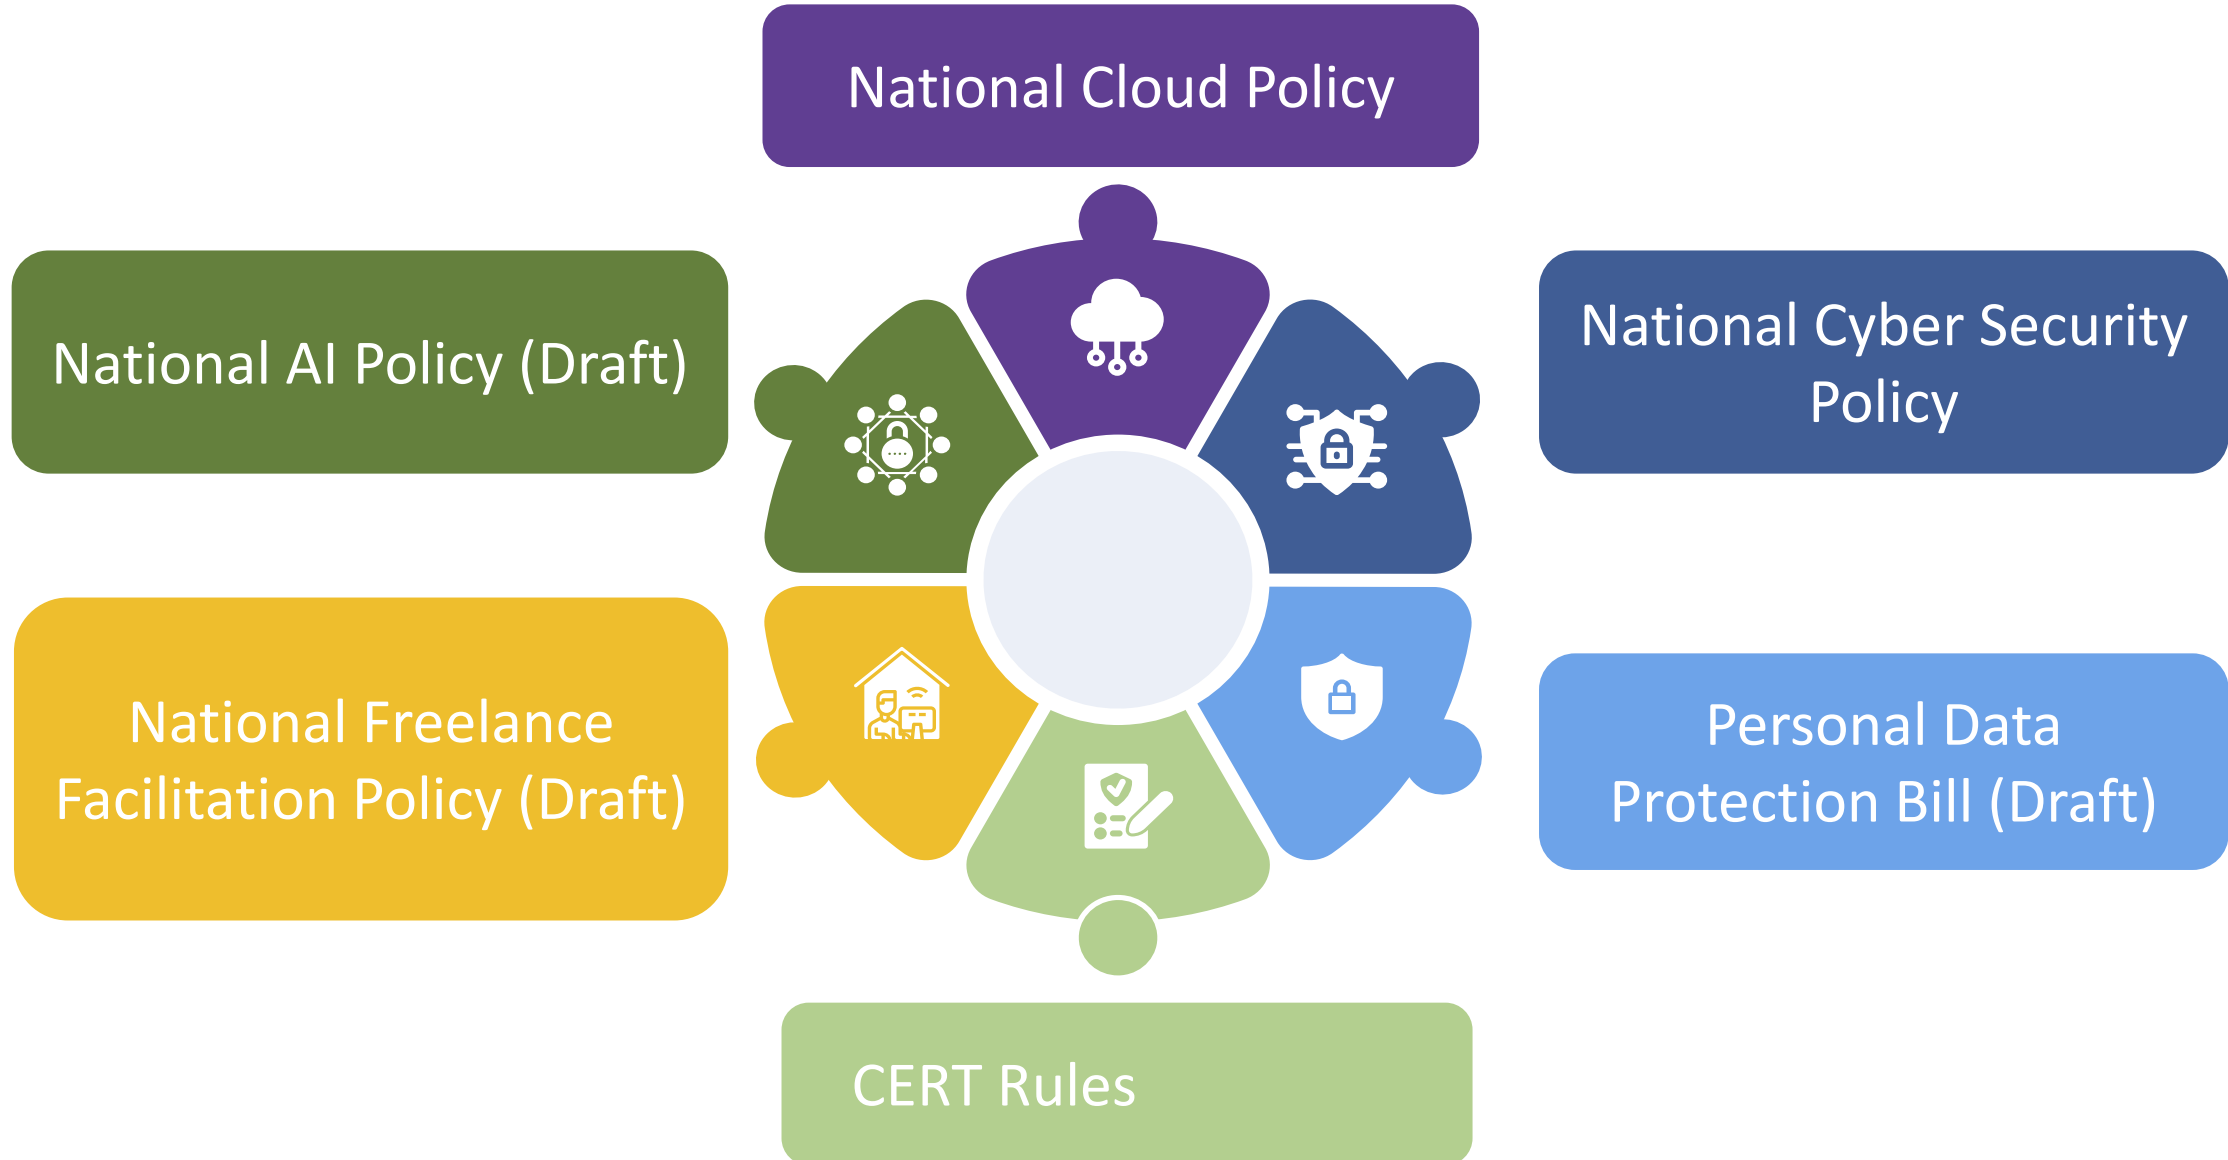 National Cloud Policy
National AI Policy (Draft)
National Cyber Security
Policy
National Freelance
Facilitation Policy (Draft)
Personal Data
Protection Bill (Draft)
CERT Rules